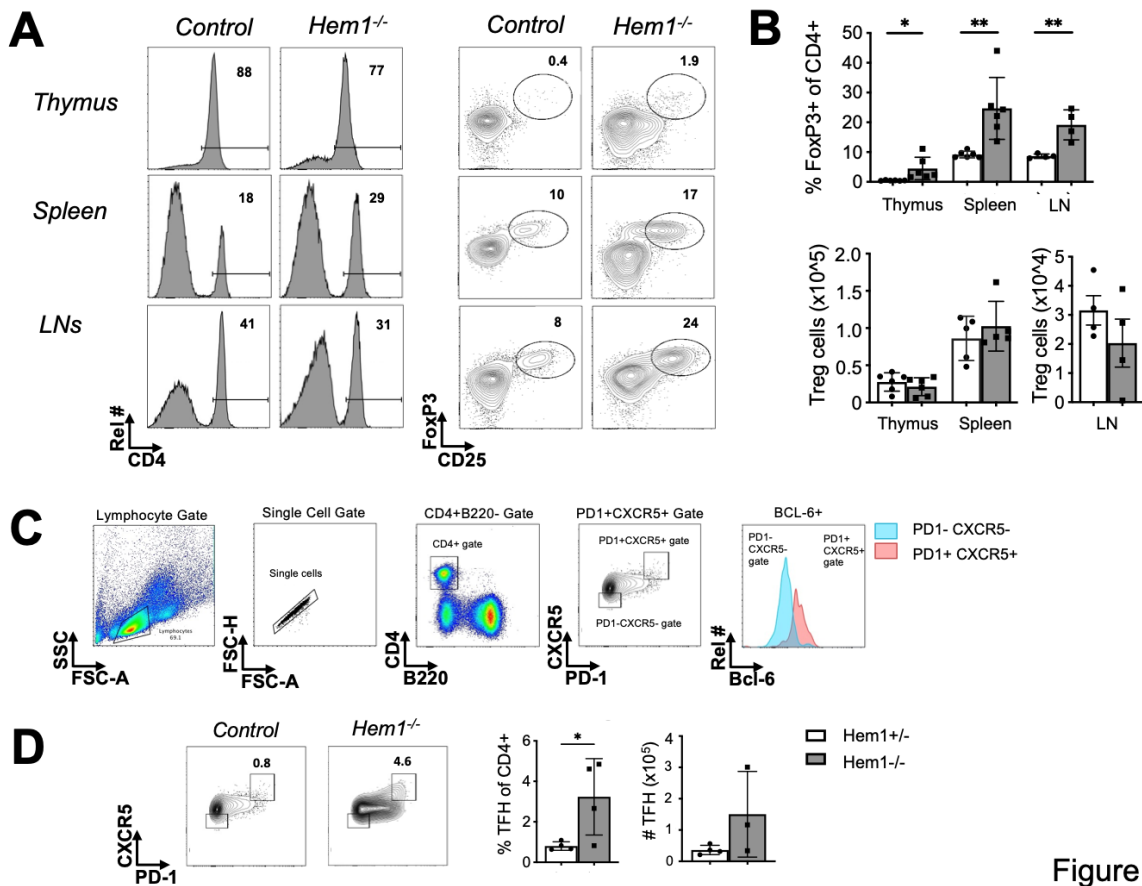 A
Control
Hem1-/-
Control
Hem1-/-
Thymus
88
77
0.4
1.9
Spleen
18
29
10
17
LNs
41
31
8
24
Rel #
CD4
FoxP3
CD25
B
% FoxP3+ of CD4+
50
40
30
20
10
0
*
**
**
Thymus
Spleen
` LN `
Treg cells (x10^5)
2.0
1.5
1.0
0.5
0
Thymus
Spleen
Treg cells (x10^4)
5
4
3
2
1
0
LN
C
Lymphocyte Gate
Single Cell Gate
CD4+B220- Gate
PD1+CXCR5+ Gate
BCL-6+
Lymphocytes
69.1
SSC
FSC-A
Single cells
FSC-H
FSC-A
CD4+ gate
CD4
B220
PD1+CXCR5+ gate
PD1-CXCR5- gate
CXCR5
PD-1
PD1-
CXCR5-
gate
PD1+
CXCR5+
gate
Rel #
Bcl-6
PD1- CXCR5-
PD1+ CXCR5+
D
Control
Hem1-/-
0.8
4.6
CXCR5
PD-1
% TFH of CD4+
6
4
2
0
*
# TFH (x10⁵)
4
3
2
1
0
Hem1+/-
Hem1-/-
Figure